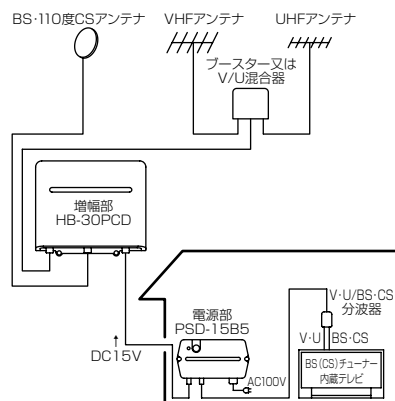 BS・110度CSアンテナ
VHFアンテナ
UHFアンテナ
ブースター又は
V/U混合器
増幅部
HB-30PCD
DC15V
電源部
PSD-15B5
AC100V
V・U/BS・CS
分波器
V・U
BS・CS
BS(CS)チューナー
内蔵テレビ